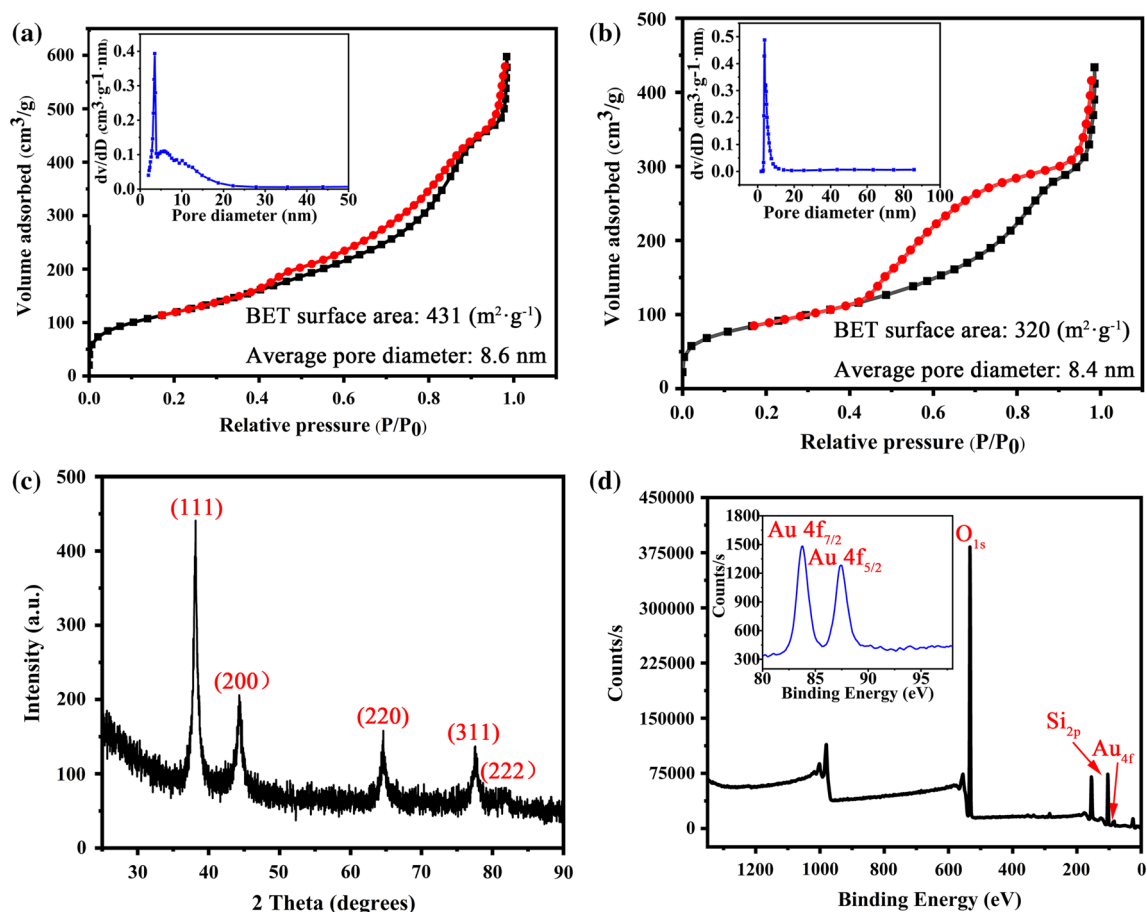 (a)
600
500
400
300
200
100
0
Volume adsorbed (cm³/g)
0.0 0.2 0.4 0.6 0.8 1.0
Relative pressure (P/P₀)
0.4
0.3
0.2
0.1
0.0
dv/dD (cm³·g-1·nm)
0 10 20 30 40 50
Pore diameter (nm)
BET surface area: 431 (m²·g⁻¹)
Average pore diameter: 8.6 nm
(b)
500
400
300
200
100
0
Volume adsorbed (cm³/g)
0.0 0.2 0.4 0.6 0.8 1.0
Relative pressure (P/P₀)
0.5
0.4
0.3
0.2
0.1
0.0
dv/dD (cm³·g-1·nm)
0 20 40 60 80 100
Pore diameter (nm)
BET surface area: 320 (m²·g⁻¹)
Average pore diameter: 8.4 nm
(c)
500
400
300
200
100
0
Intensity (a.u.)
30 40 50 60 70 80 90
2 Theta (degrees)
(111)
(200）
(220)
(311)
(222）
(d)
450000
375000
300000
225000
150000
75000
0
Counts/s
1200 1000 800 600 400 200 0
Binding Energy (eV)
1800
1500
1200
900
600
300
Counts/s
80 85 90 95
Binding Energy (eV)
Au 4f₇/₂
Au 4f₅/₂
O₁ₛ
Si₂ₚ
Au₄f